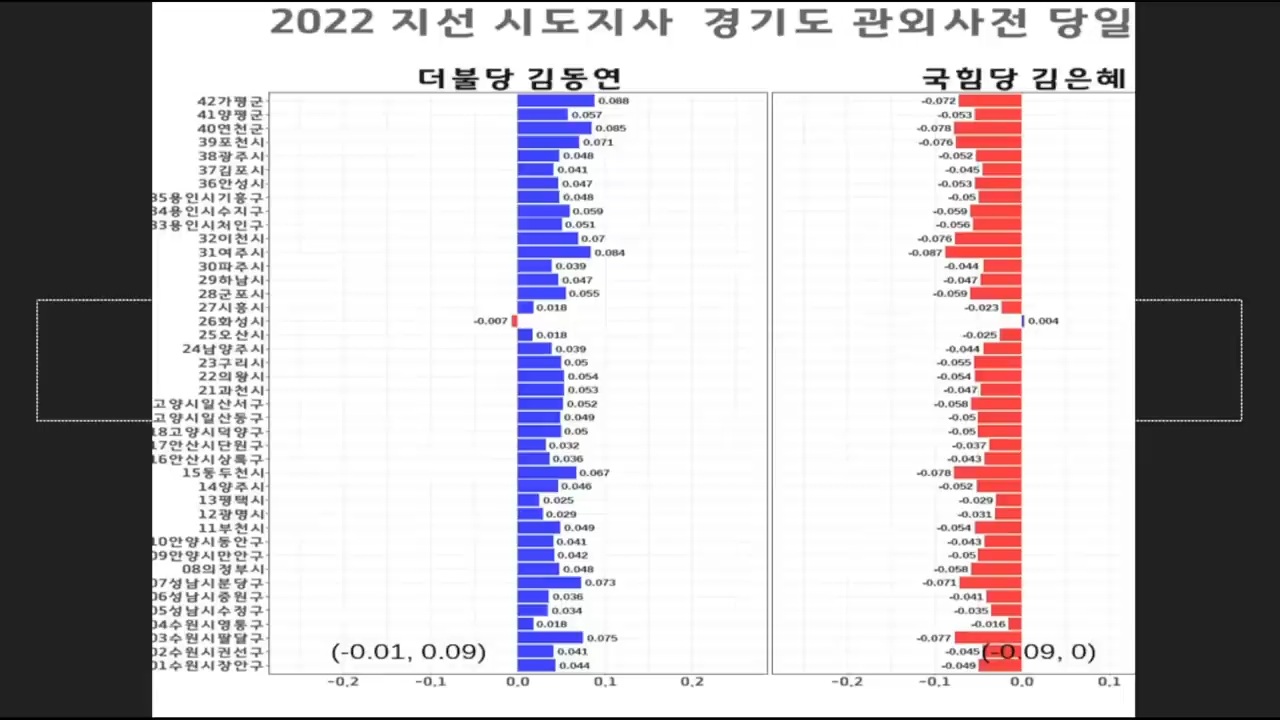 2022 지선 시도지사 경기도 관외사전 당일
더불당 김동연 국힘당 김은혜
42가평군 0.088 -0.072
41양평군 0.057 -0.053
40연천군 0.085 -0.078
39포천시 0.071 -0.076
38광주시 0.048 -0.052
37김포시 0.041 -0.045
36안성시 0.047 -0.053
35용인시기흥구 0.048 -0.05
34용인시수지구 0.059 -0.059
33용인시처인구 0.051 -0.056
32이천시 0.07 -0.076
31여주시 0.084 -0.087
30파주시 0.039 -0.044
29하남시 0.047 -0.047
28군포시 0.055 -0.059
27시흥시 0.018 -0.023
26화성시 -0.007 0.004
25오산시 0.018 -0.025
24남양주시 0.039 -0.044
23구리시 0.05 -0.055
22의왕시 0.054 -0.054
21과천시 0.053 -0.047
고양시일산서구 0.052 -0.058
고양시일산동구 0.049 -0.05
18고양시덕양구 0.05 -0.05
17안산시단원구 0.032 -0.037
16안산시상록구 0.036 -0.043
15동두천시 0.067 -0.078
14양주시 0.046 -0.052
13평택시 0.025 -0.029
12광명시 0.029 -0.031
11부천시 0.049 -0.054
10안양시동안구 0.041 -0.043
09안양시만안구 0.042 -0.05
08의정부시 0.048 -0.058
07성남시분당구 0.073 -0.071
06성남시중원구 0.036 -0.041
05성남시수정구 0.034 -0.035
04수원시영통구 0.018 -0.016
03수원시팔달구 0.075 -0.077
02수원시권선구 (-0.01, 0.09) 0.041 -0.045 (-0.09, 0)
01수원시장안구 0.044 -0.049
-0.2 -0.1 0.0 0.1 0.2 -0.2 -0.1 0.0 0.1